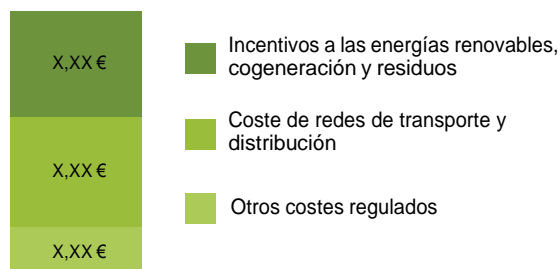 X,XX €
Incentivos a las energías renovables,
cogeneración y residuos
X,XX €
Coste de redes de transporte y
distribución
Otros costes regulados
X,XX €